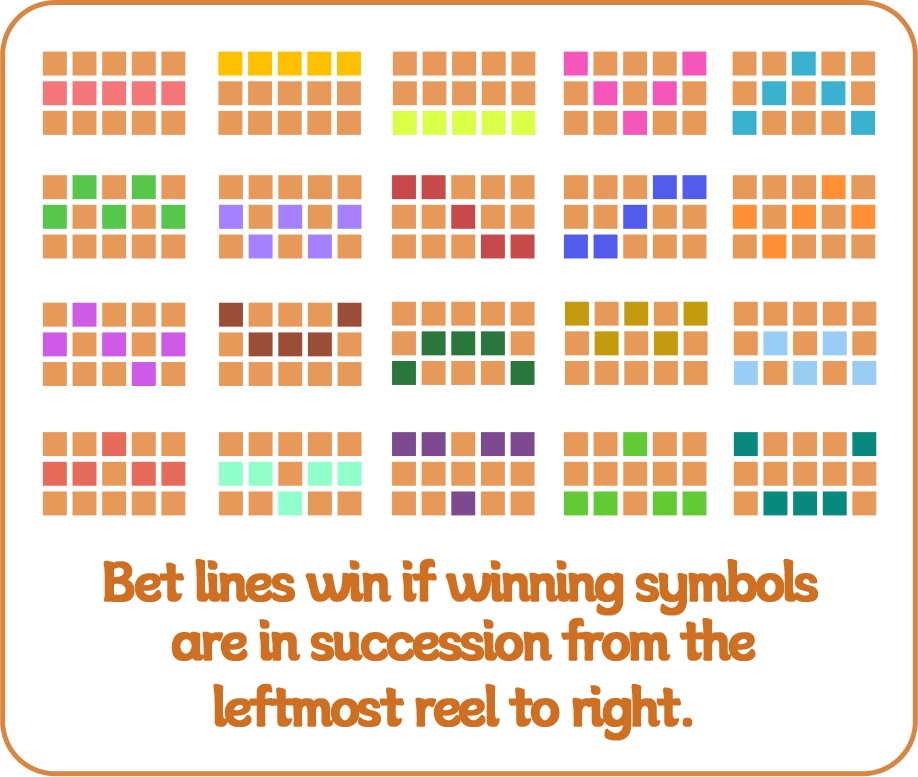 Bet lines win if winning symbols
are in succession from the
leftmost reel to right.